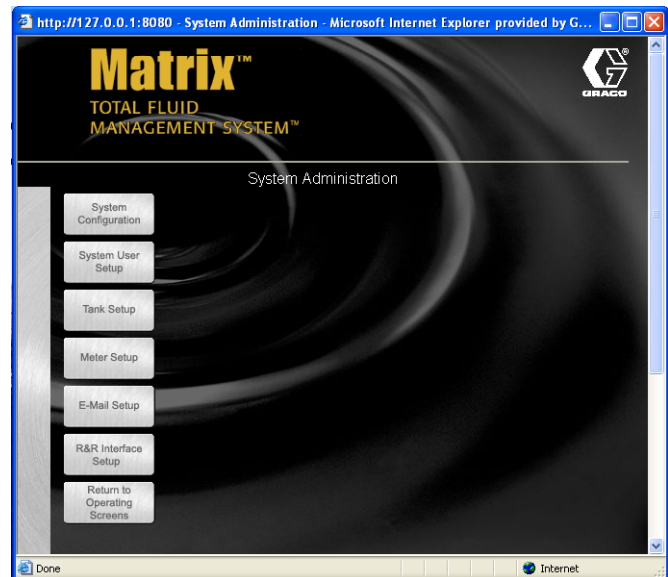 http://127.0.0.1:8080 - System Administration - Microsoft Internet Explorer provided by G...
Matrix™
TOTAL FLUID
MANAGEMENT SYSTEM™
GRACO
System Administration
System
Configuration
System User
Setup
Tank Setup
Meter Setup
E-Mail Setup
R&R Interface
Setup
Return to
Operating
Screens
Done
Internet